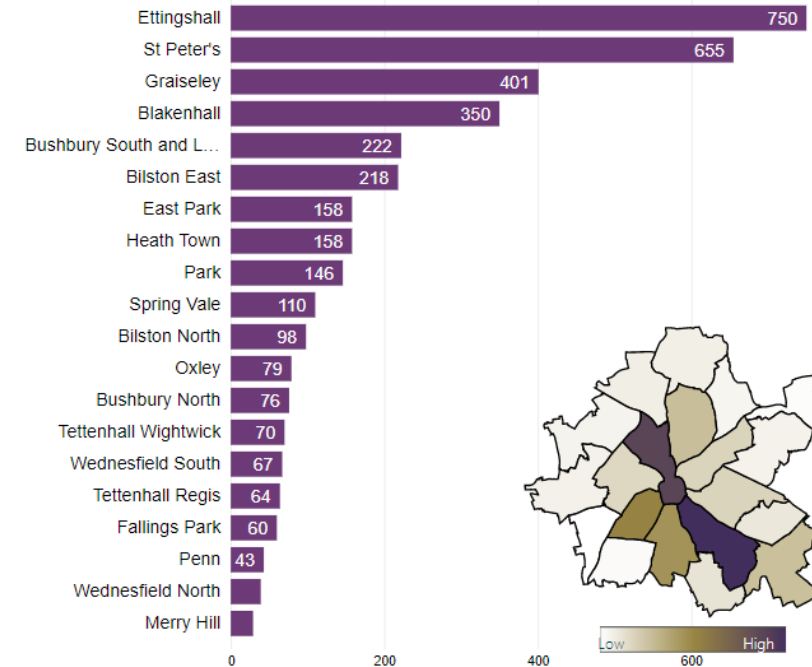 Ettingshall 750
St Peter's 655
Graiseley 401
Blakenhall 350
Bushbury South and L... 222
Bilston East 218
East Park 158
Heath Town 158
Park 146
Spring Vale 110
Bilston North 98
Oxley 79
Bushbury North 76
Tettenhall Wightwick 70
Wednesfield South 67
Tettenhall Regis 64
Fallings Park 60
Penn 43
Wednesfield North
Merry Hill
Low High
0 200 400 600